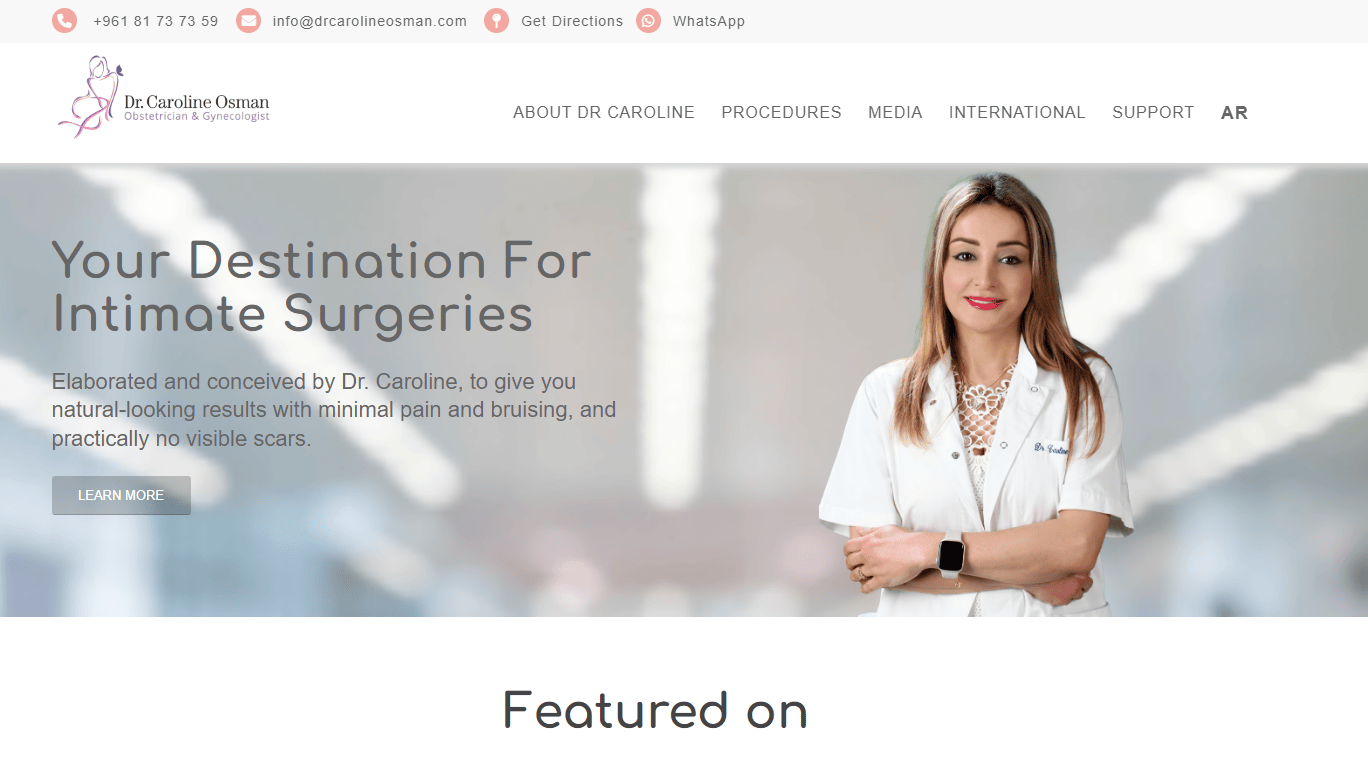 +961 81 73 73 59
info@drcarolineosman.com
Get Directions
WhatsApp
Dr. Caroline Osman
Obstetrician & Gynecologist
ABOUT DR CAROLINE
PROCEDURES
MEDIA
INTERNATIONAL
SUPPORT
AR
Your Destination For
Intimate Surgeries
Elaborated and conceived by Dr. Caroline, to give you
natural-looking results with minimal pain and bruising, and
practically no visible scars.
LEARN MORE
Dr.
Featured on